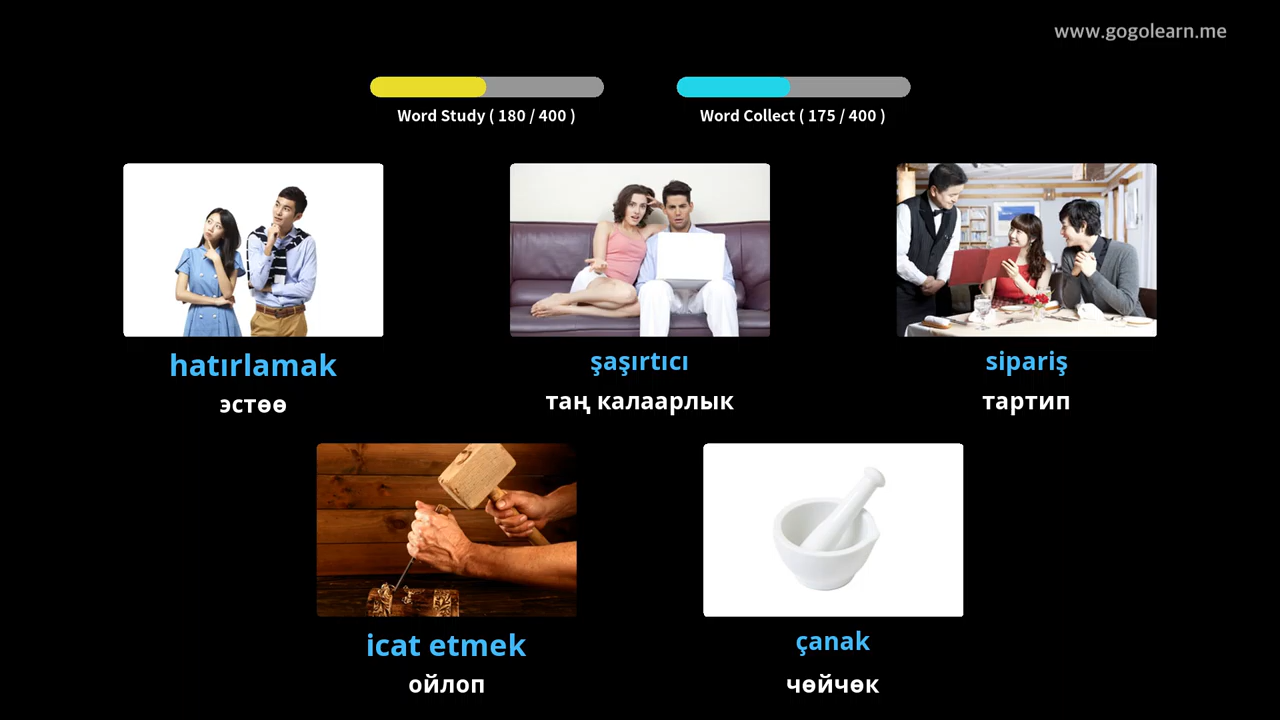 www.gogolearn.me
Word Study ( 180 / 400 )
Word Collect ( 175 / 400 )
hatırlamak
эстөө
şaşırtıcı
таң калаарлык
sipariş
тартип
icat etmek
ойлоп
çanak
чөйчөк